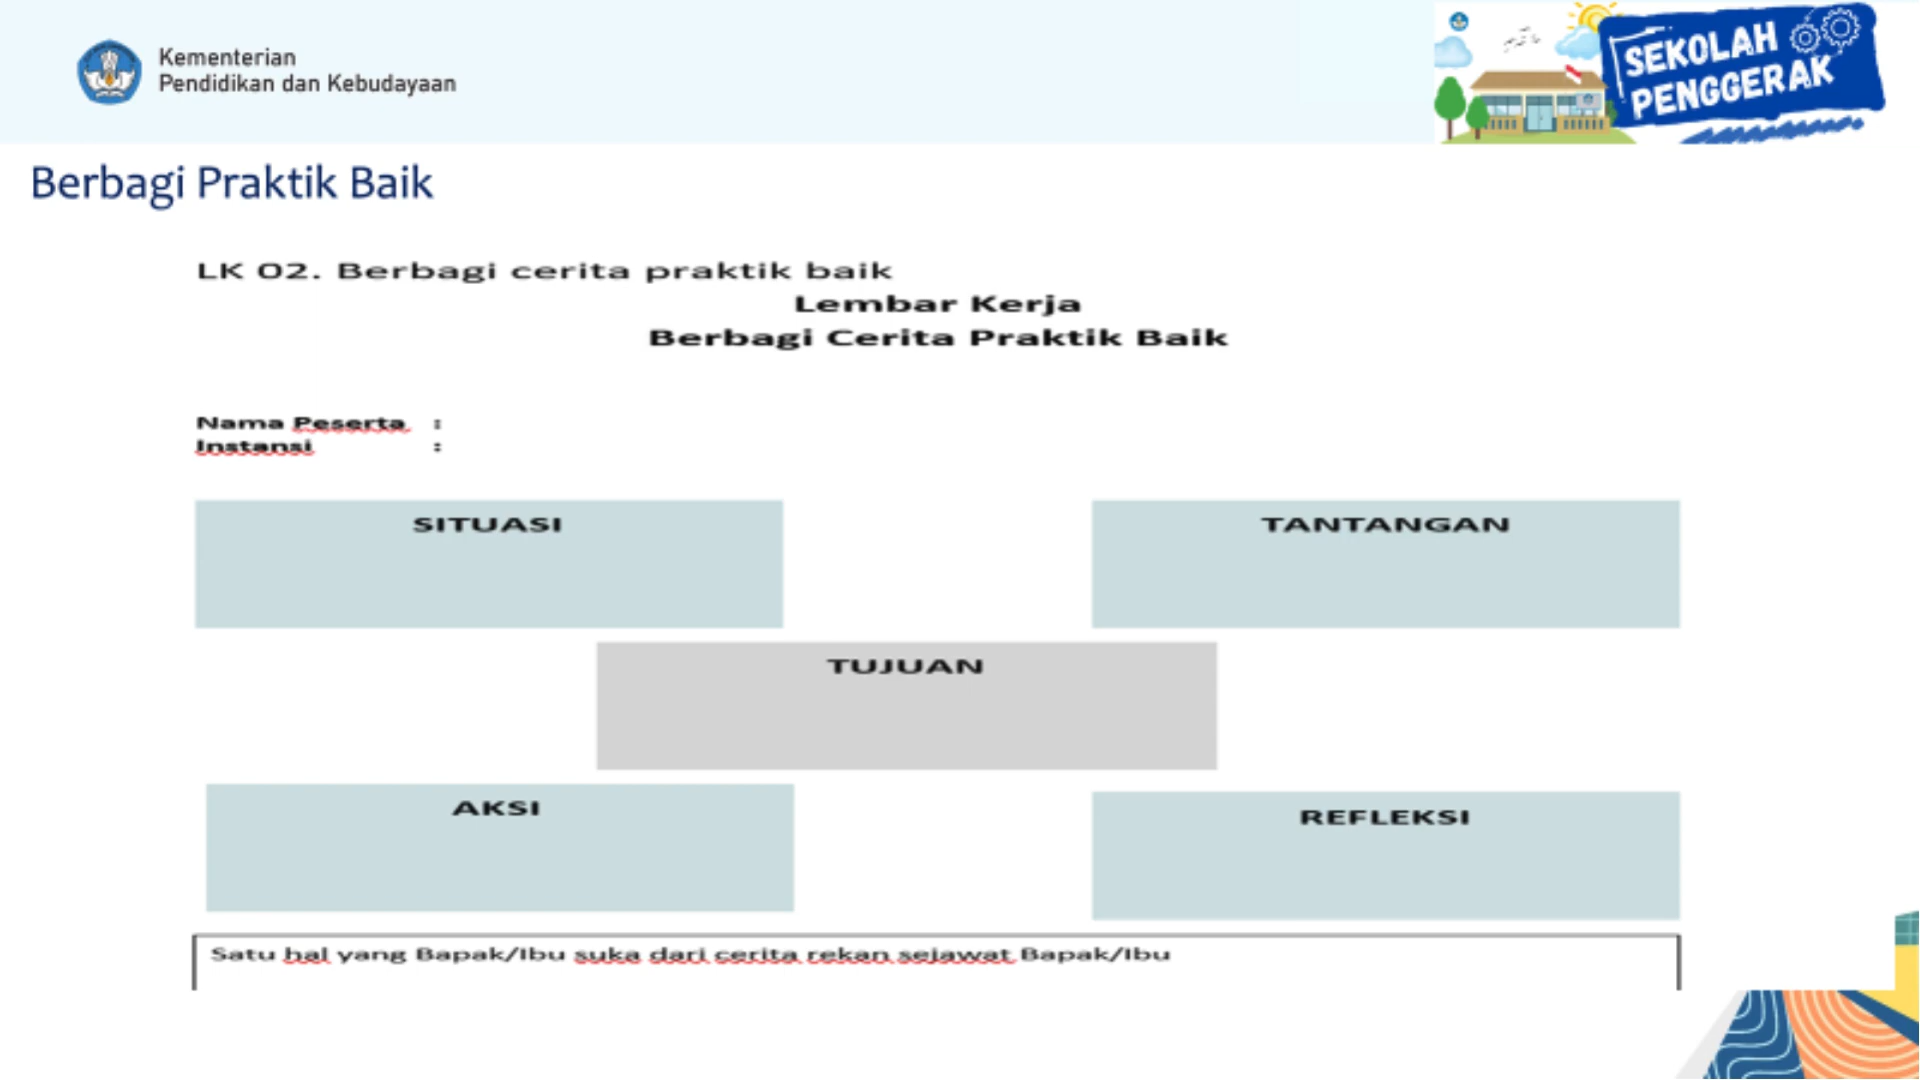 Kementerian
Pendidikan dan Kebudayaan
SEKOLAH
PENGGERAK
Berbagi Praktik Baik
LK 02. Berbagi cerita praktik baik
Lembar Kerja
Berbagi Cerita Praktik Baik
Nama Peserta :
Instansi :
SITUASI
TANTANGAN
TUJUAN
AKSI
REFLEKSI
Satu hal yang Bapak/Ibu suka dari cerita rekan sejawat Bapak/Ibu